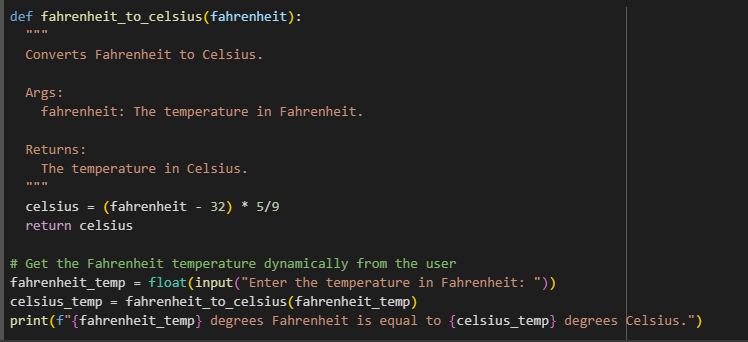 def fahrenheit_to_celsius(fahrenheit):
  """
  Converts Fahrenheit to Celsius.

  Args:
    fahrenheit: The temperature in Fahrenheit.

  Returns:
    The temperature in Celsius.
  """
  celsius = (fahrenheit - 32) * 5/9
  return celsius

# Get the Fahrenheit temperature dynamically from the user
fahrenheit_temp = float(input("Enter the temperature in Fahrenheit: "))
celsius_temp = fahrenheit_to_celsius(fahrenheit_temp)
print(f"{fahrenheit_temp} degrees Fahrenheit is equal to {celsius_temp} degrees Celsius.")